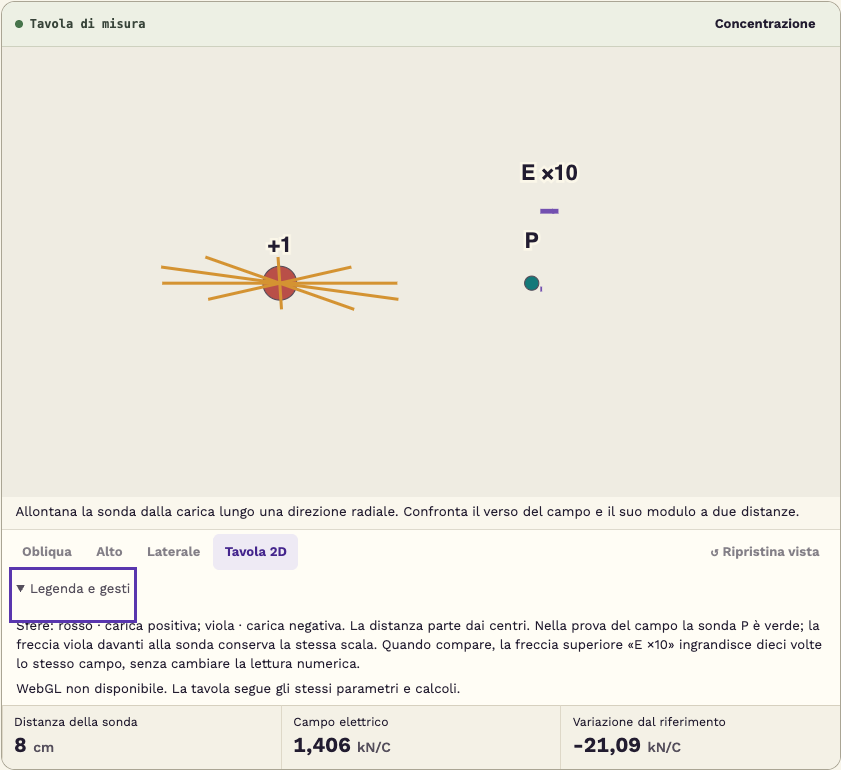 Tavola di misura
Concentrazione
E ×10
P
+1
Allontana la sonda dalla carica lungo una direzione radiale. Confronta il verso del campo e il suo modulo a due distanze.
Obliqua Alto Laterale Tavola 2D
↺ Ripristina vista
▼ Legenda e gesti
Sfere: rosso · carica positiva; viola · carica negativa. La distanza parte dai centri. Nella prova del campo la sonda P è verde; la
freccia viola davanti alla sonda conserva la stessa scala. Quando compare, la freccia superiore «E ×10» ingrandisce dieci volte
lo stesso campo, senza cambiare la lettura numerica.
WebGL non disponibile. La tavola segue gli stessi parametri e calcoli.
Distanza della sonda
8 cm
Campo elettrico
1,406 kN/C
Variazione dal riferimento
-21,09 kN/C